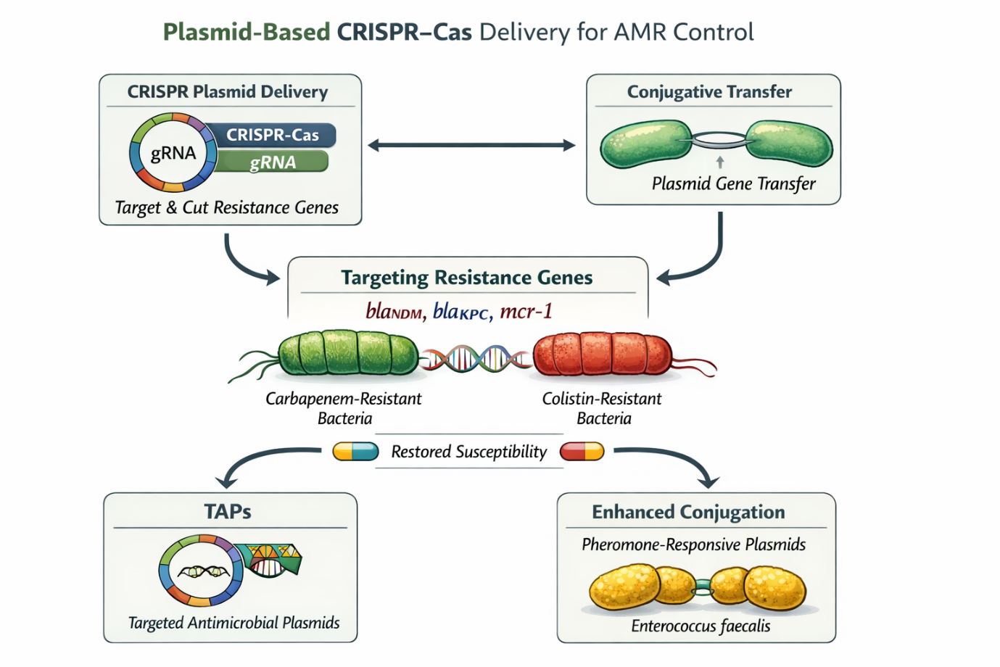 Plasmid-Based CRISPR–Cas Delivery for AMR Control
CRISPR Plasmid Delivery
gRNA
CRISPR-Cas
gRNA
Target & Cut Resistance Genes
Conjugative Transfer
Plasmid Gene Transfer
Targeting Resistance Genes
blaNDM, blaKPC, mcr-1
Carbapenem-Resistant
Bacteria
Colistin-Resistant
Bacteria
Restored Susceptibility
TAPs
Targeted Antimicrobial Plasmids
Enhanced Conjugation
Pheromone-Responsive Plasmids
Enterococcus faecalis